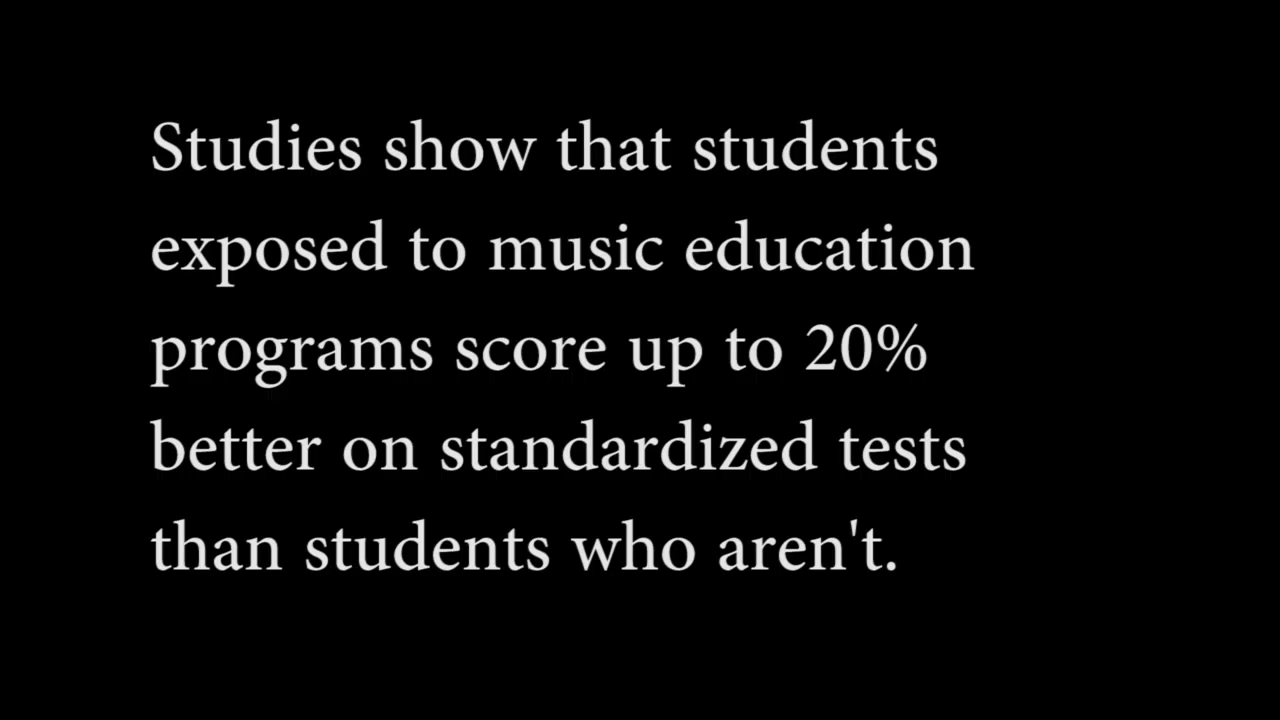 Studies show that students
exposed to music education
programs score up to 20%
better on standardized tests
than students who aren't.